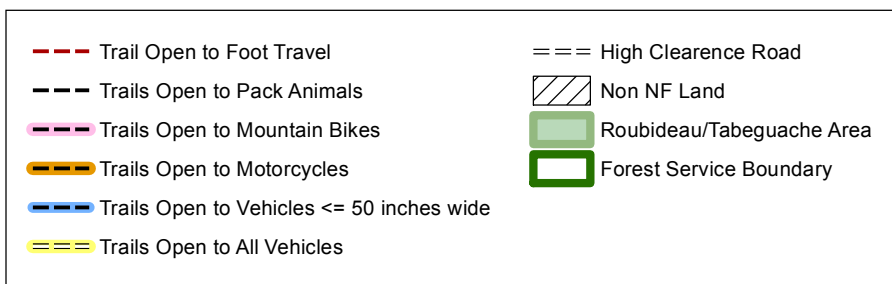 Trail Open to Foot Travel
Trails Open to Pack Animals
Trails Open to Mountain Bikes
Trails Open to Motorcycles
Trails Open to Vehicles <= 50 inches wide
Trails Open to All Vehicles
High Clearence Road
Non NF Land
Roubideau/Tabeguache Area
Forest Service Boundary